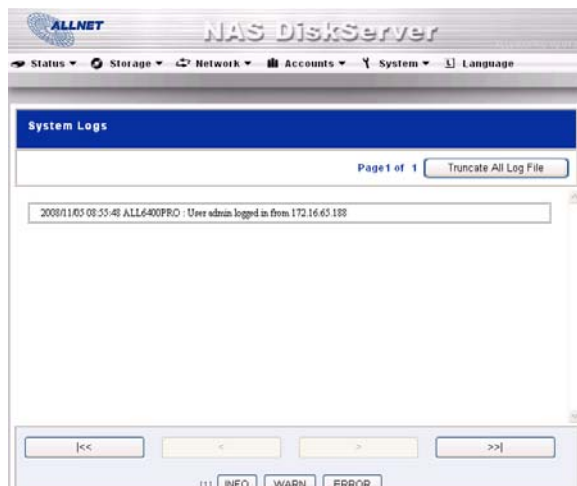 ALLNET
NAS DiskServer
Status Storage Network Accounts System Language
System Logs
Page1 of 1 Truncate All Log File
2008/11/05 08:55:48 ALL6400PRO : User admin logged in from 172.16.65.188
|<< < > >>|
[1] INFO WARN ERROR